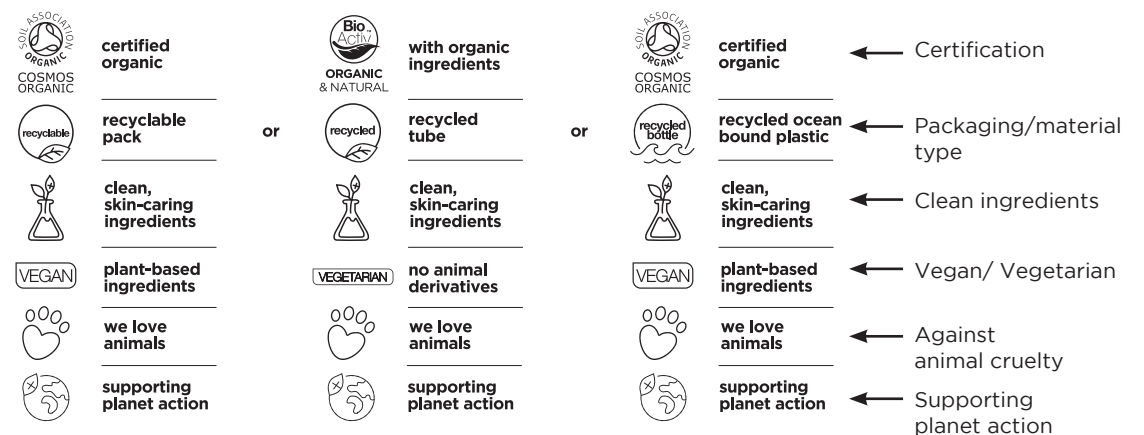 SOIL ASSOCIATION
ORGANIC
COSMOS
ORGANIC
certified
organic
Bio™
Activ
ORGANIC
& NATURAL
with organic
ingredients
SOIL ASSOCIATION
ORGANIC
COSMOS
ORGANIC
certified
organic
Certification
recyclable
recyclable
pack
or
recycled
recycled
tube
or
recycled
bottle
recycled ocean
bound plastic
Packaging/material
type
clean,
skin-caring
ingredients
clean,
skin-caring
ingredients
clean,
skin-caring
ingredients
Clean ingredients
VEGAN
plant-based
ingredients
VEGETARIAN
no animal
derivatives
VEGAN
plant-based
ingredients
Vegan/ Vegetarian
we love
animals
we love
animals
we love
animals
Against
animal cruelty
supporting
planet action
supporting
planet action
supporting
planet action
Supporting
planet action